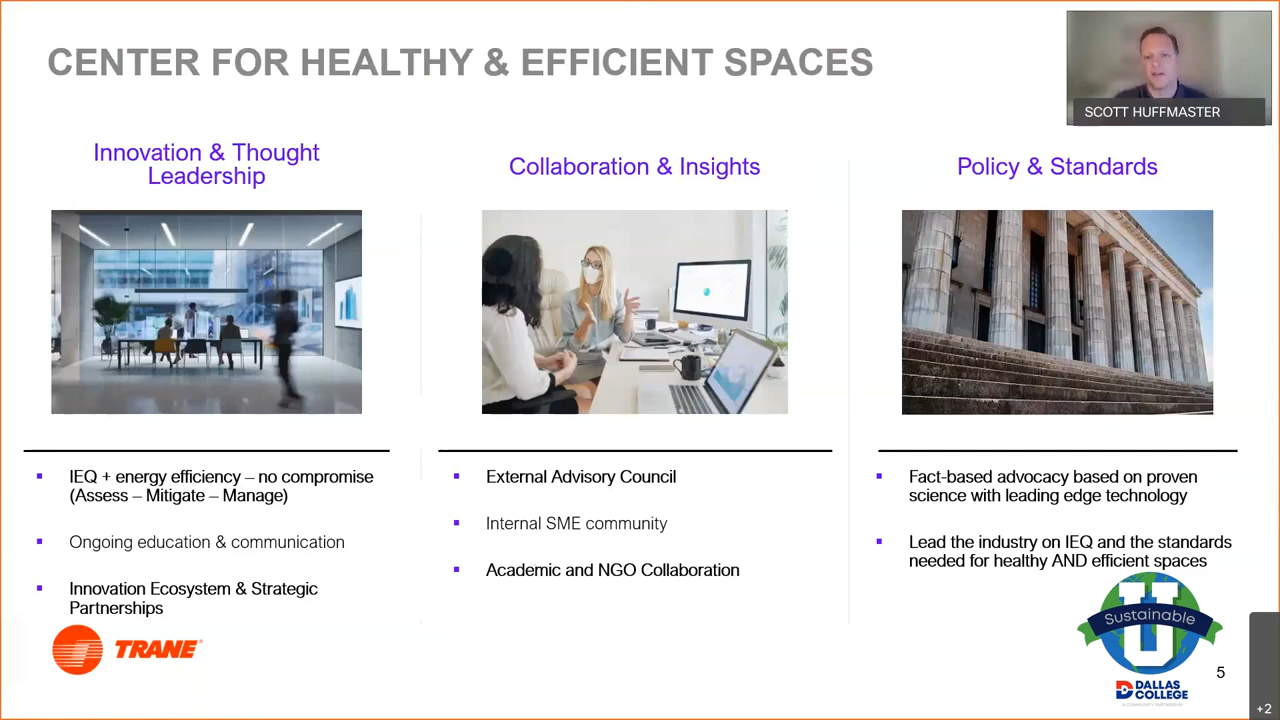 CENTER FOR HEALTHY & EFFICIENT SPACES
SCOTT HUFFMASTER
Innovation & Thought
Leadership
IEQ + energy efficiency – no compromise
(Assess – Mitigate – Manage)
Ongoing education & communication
Innovation Ecosystem & Strategic
Partnerships
Collaboration & Insights
External Advisory Council
Internal SME community
Academic and NGO Collaboration
Policy & Standards
Fact-based advocacy based on proven
science with leading edge technology
Lead the industry on IEQ and the standards
needed for healthy AND efficient spaces
TRANE®
U
Sustainable
DALLAS
COLLEGE
A COMMUNITY PARTNERSHIP
5
+2